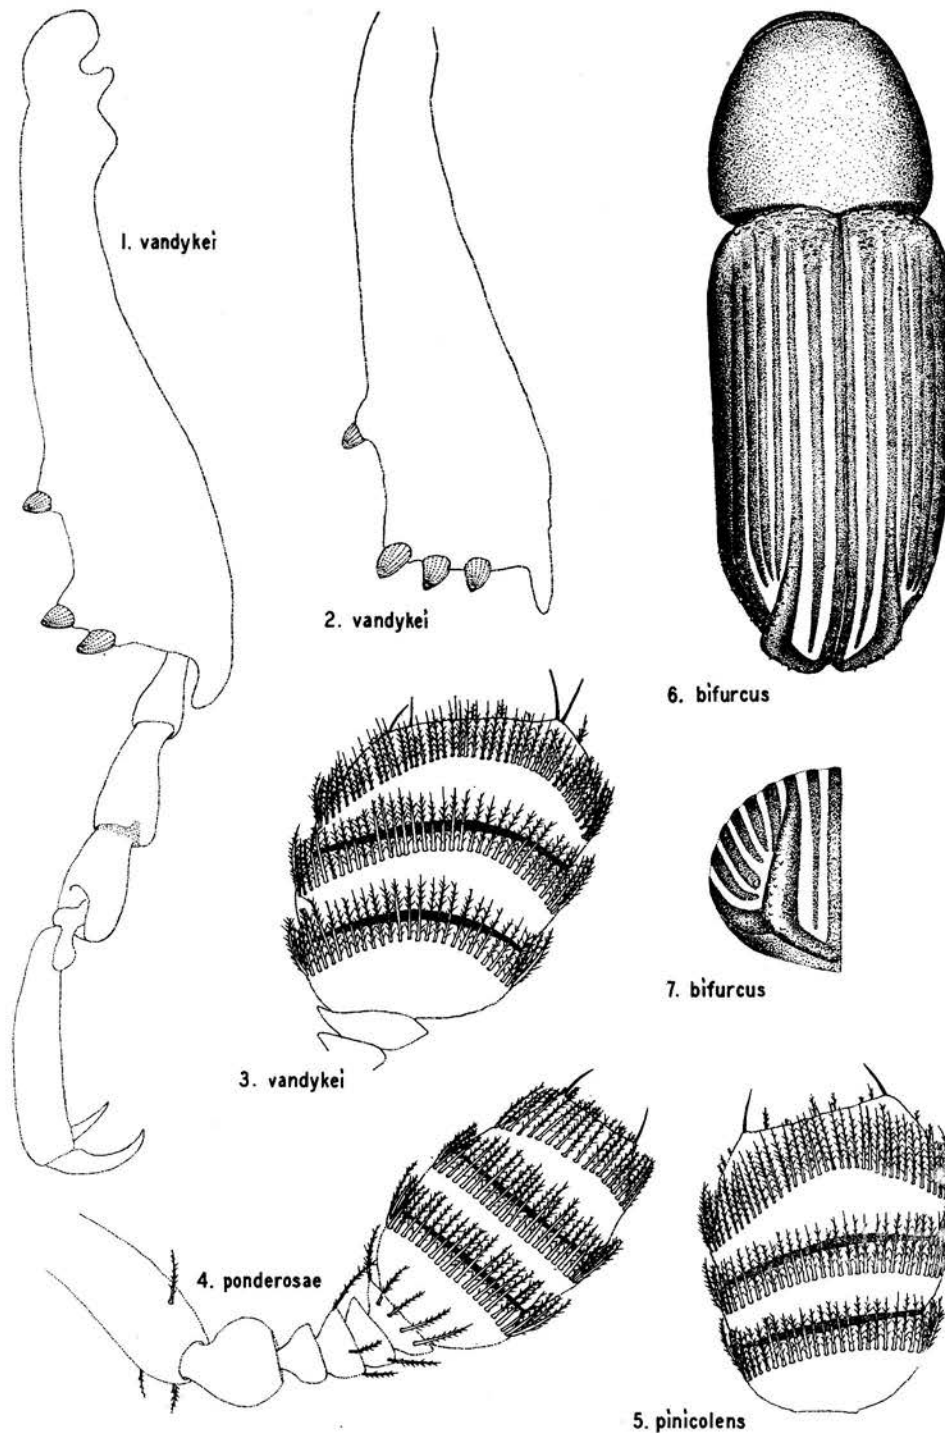 1. vandykei
2. vandykei
6. bifurcus
3. vandykei
7. bifurcus
4. ponderosae
5. pinicolens